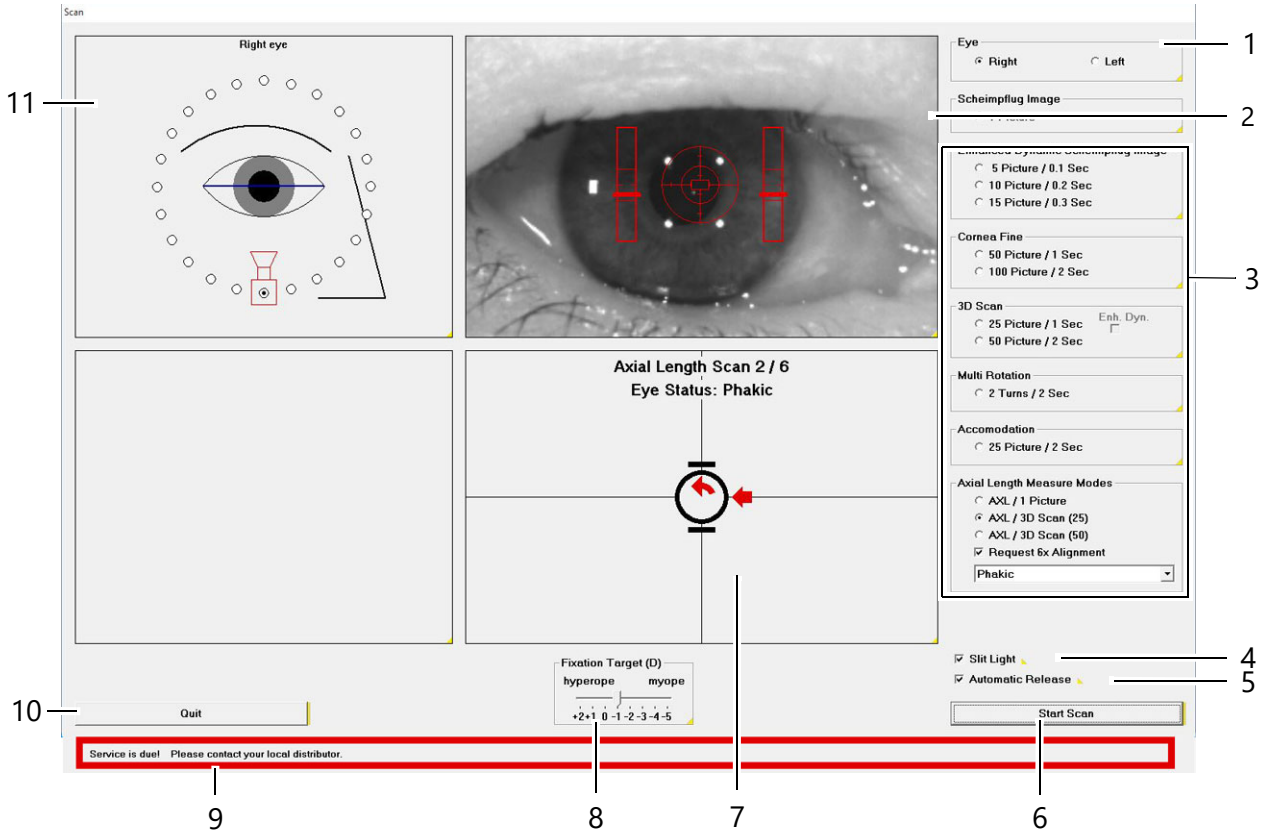 Scan
Right eye
Axial Length Scan 2 / 6
Eye Status: Phakic
Eye
Right
Left
Scheimpflug Image
Enhanced Dynamic Scheimpflug Image
5 Picture / 0.1 Sec
10 Picture / 0.2 Sec
15 Picture / 0.3 Sec
Cornea Fine
50 Picture / 1 Sec
100 Picture / 2 Sec
3D Scan
25 Picture / 1 Sec
Enh. Dyn.
50 Picture / 2 Sec
Multi Rotation
2 Turns / 2 Sec
Accomodation
25 Picture / 2 Sec
Axial Length Measure Modes
AXL / 1 Picture
AXL / 3D Scan (25)
AXL / 3D Scan (50)
Request 6x Alignment
Phakic
Slit Light
Automatic Release
Start Scan
Fixation Target (D)
hyperope myope
+2+1 0 -1 -2 -3 -4 -5
Quit
Service is due! Please contact your local distributor.
1
2
3
4
5
6
7
8
9
10
11